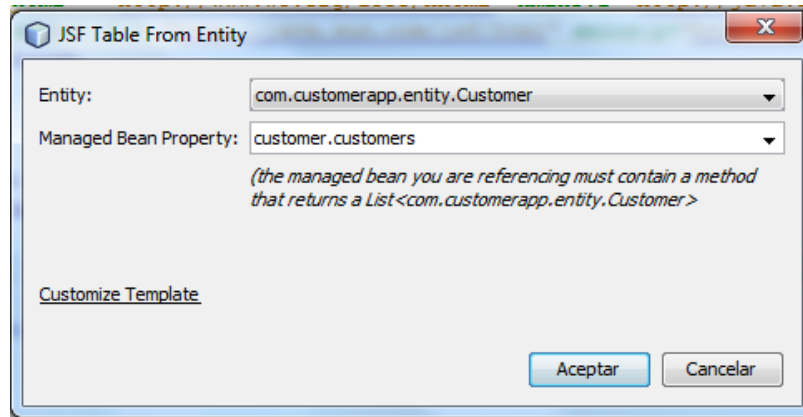 JSF Table From Entity
Entity: com.customerapp.entity.Customer
Managed Bean Property: customer.customers
(the managed bean you are referencing must contain a method
that returns a List<com.customerapp.entity.Customer>
Customize Template
Aceptar Cancelar